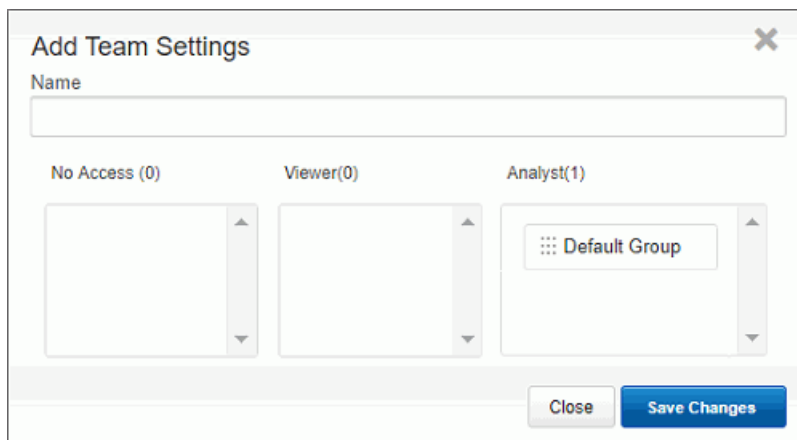 Add Team Settings
Name
No Access (0) Viewer(0) Analyst(1)
Default Group
Close Save Changes